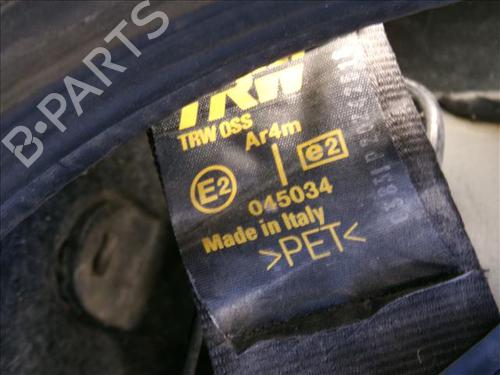 TRW
TRW OSS
Ar4m
E2
e2
045034
Made in Italy
>PET<
B-Parts